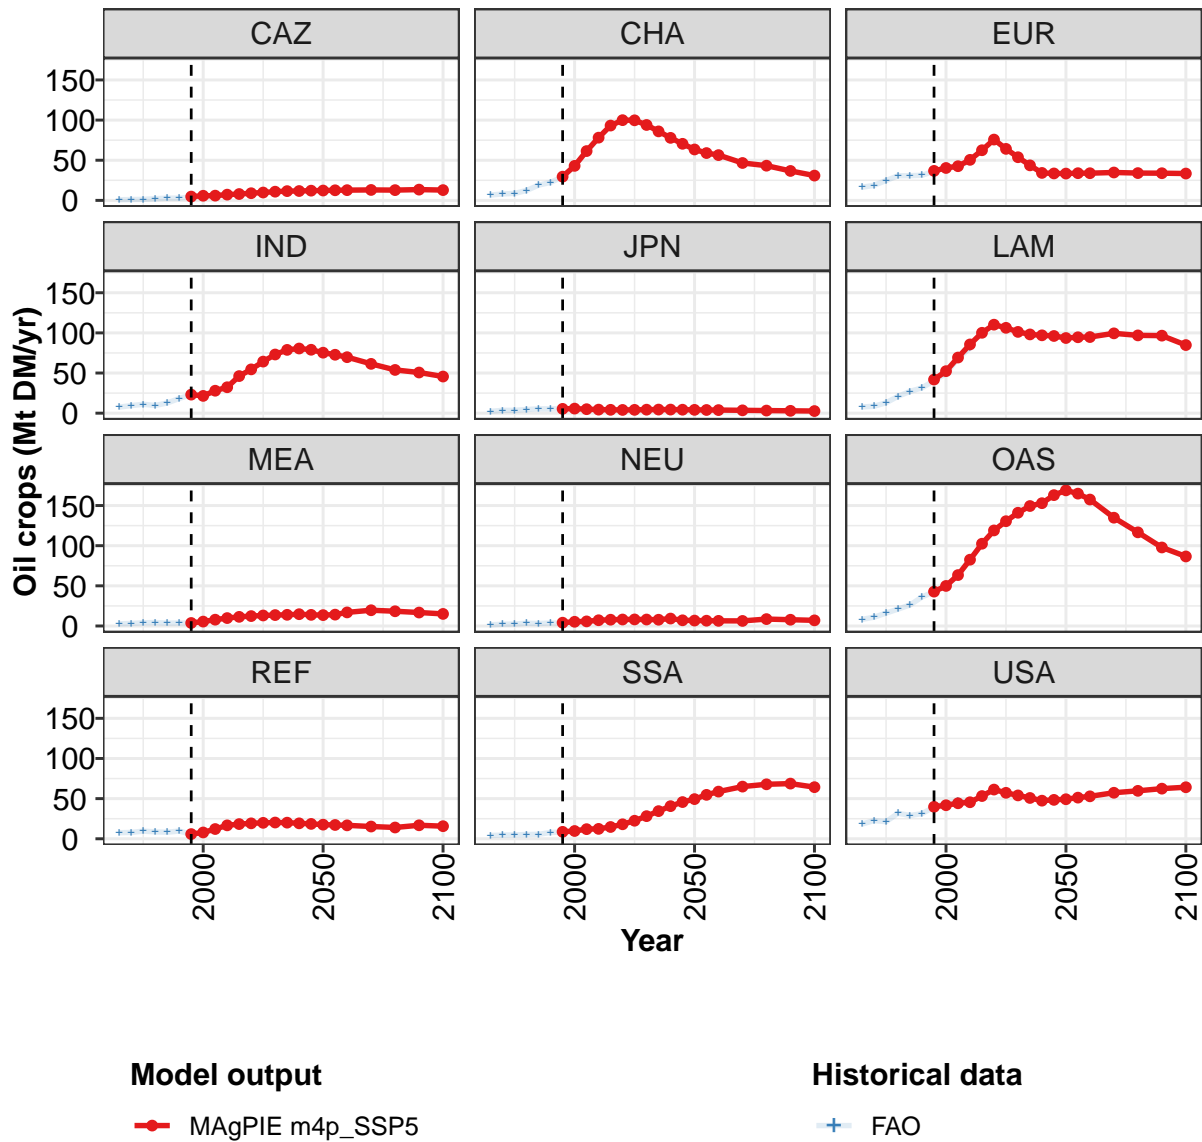 CAZ CHA EUR
150
100
50
0
IND JPN LAM
150
100
50
0
MEA NEU OAS
150
100
50
0
REF SSA USA
150
100
50
0
2000 2050 2100 2000 2050 2100 2000 2050 2100
Oil crops (Mt DM/yr)
Year
Model output Historical data
MAgPIE m4p_SSP5 FAO